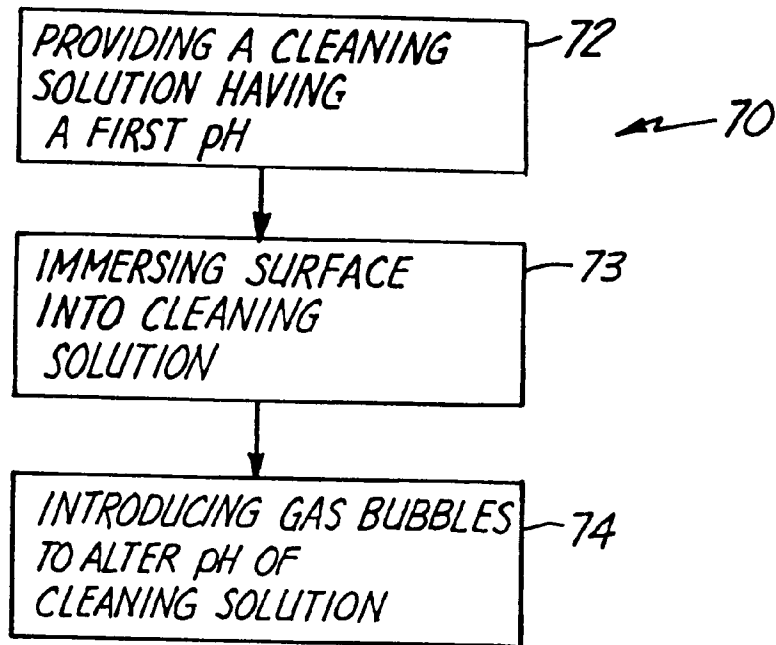 PROVIDING A CLEANING
SOLUTION HAVING
A FIRST pH
72
70
IMMERSING SURFACE
INTO CLEANING
SOLUTION
73
INTRODUCING GAS BUBBLES
TO ALTER pH OF
CLEANING SOLUTION
74